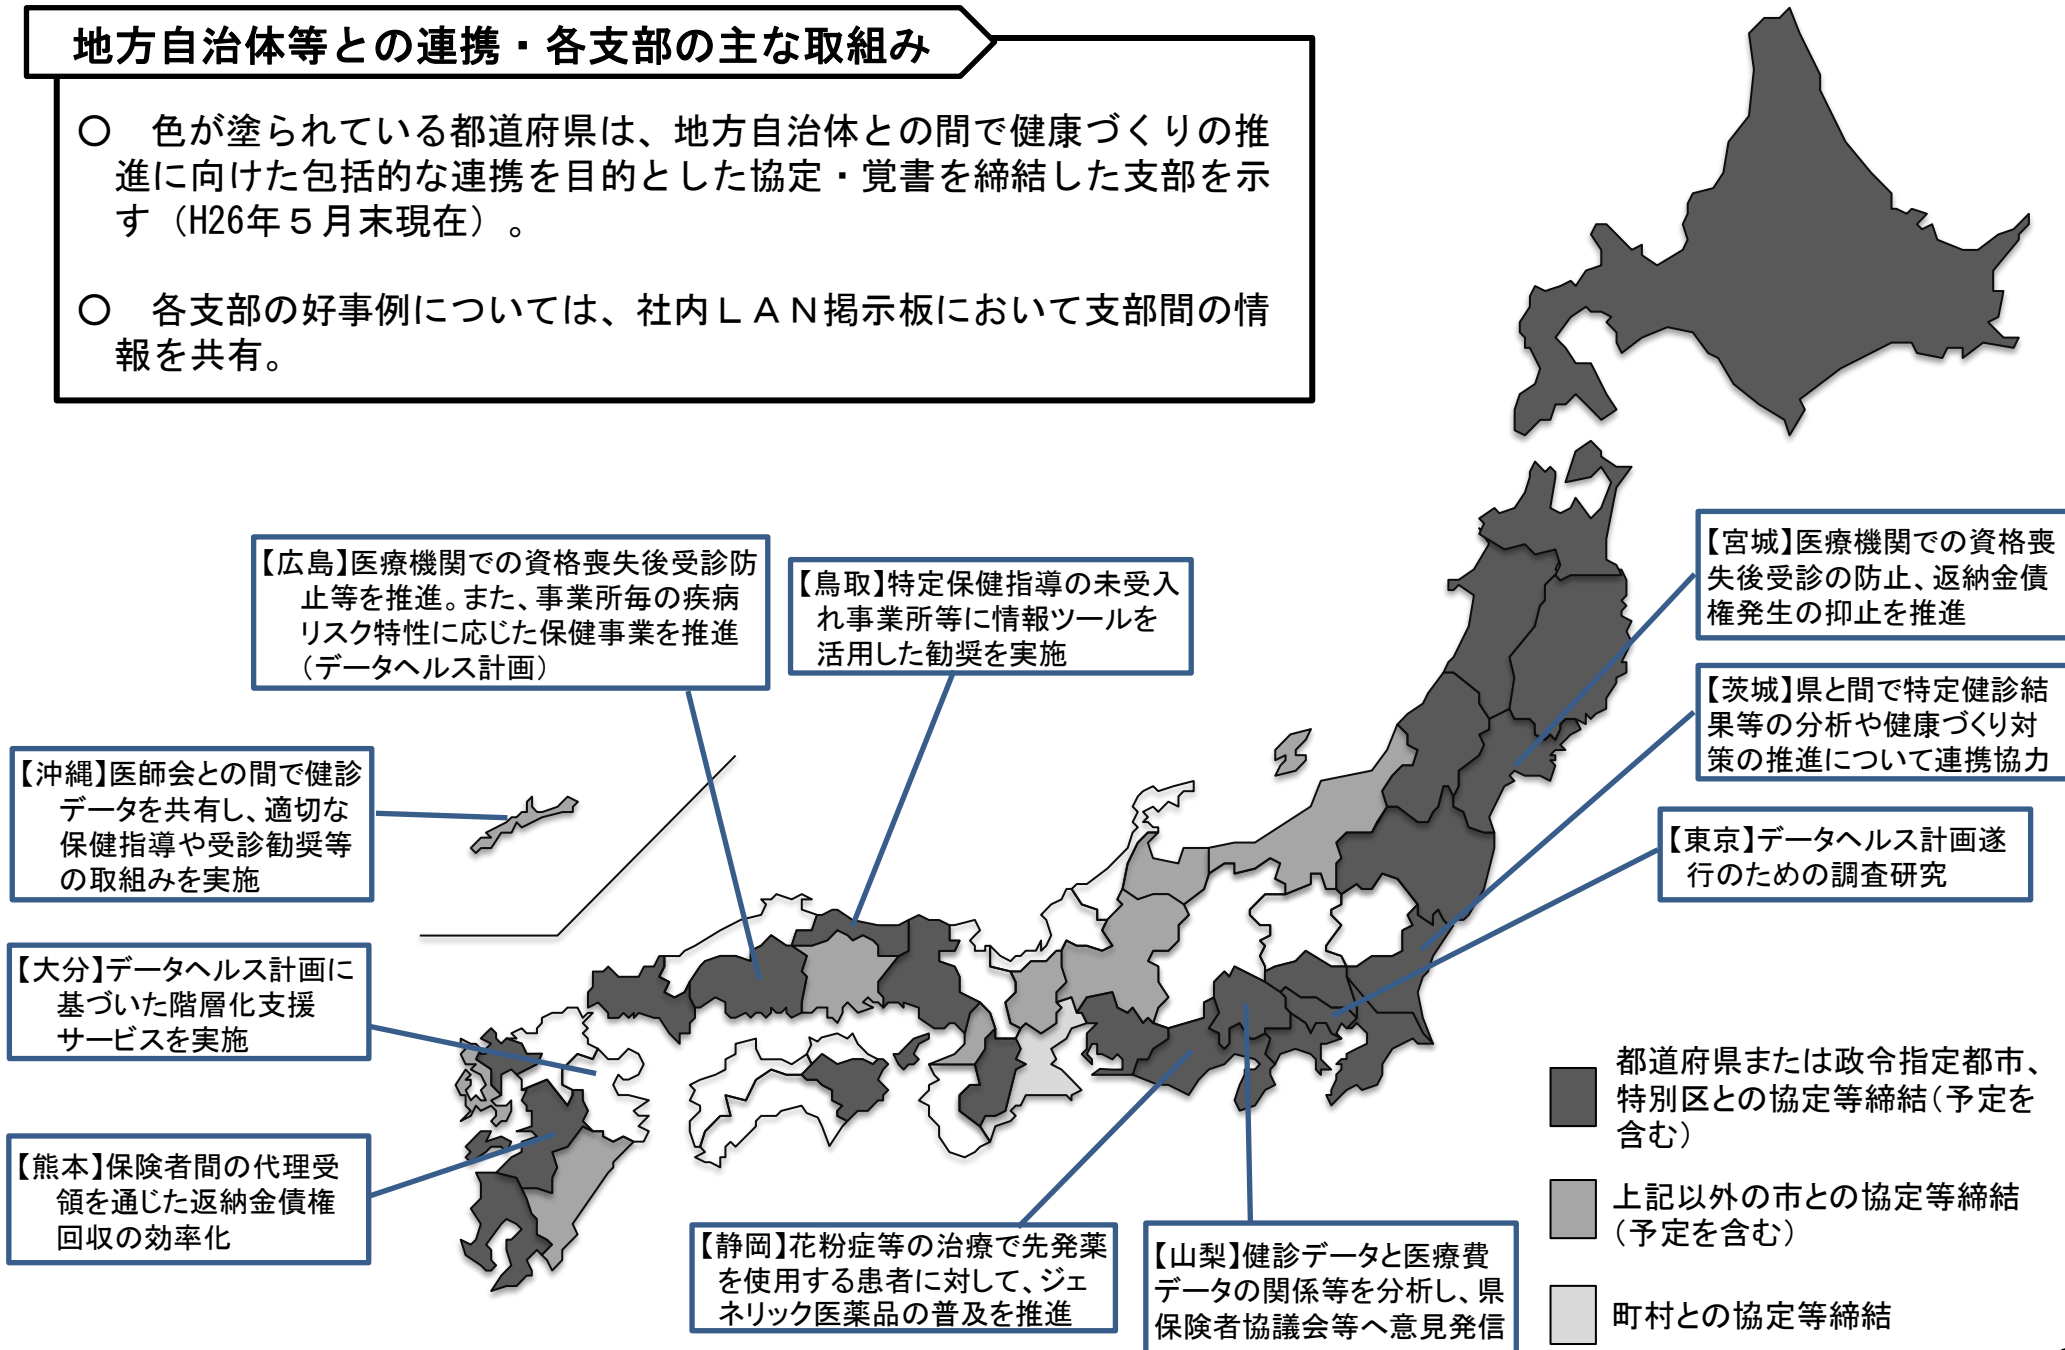 地方自治体等との連携・各支部の主な取組み
○　色が塗られている都道府県は、地方自治体との間で健康づくりの推
進に向けた包括的な連携を目的とした協定・覚書を締結した支部を示
す（H26年５月末現在）。
○　各支部の好事例については、社内ＬＡＮ掲示板において支部間の情
報を共有。
【広島】医療機関での資格喪失後受診防
止等を推進。また、事業所毎の疾病
リスク特性に応じた保健事業を推進
（データヘルス計画）
【鳥取】特定保健指導の未受入
れ事業所等に情報ツールを
活用した勧奨を実施
【宮城】医療機関での資格喪
失後受診の防止、返納金債
権発生の抑止を推進
【茨城】県と間で特定健診結
果等の分析や健康づくり対
策の推進について連携協力
【東京】データヘルス計画遂
行のための調査研究
【沖縄】医師会との間で健診
データを共有し、適切な
保健指導や受診勧奨等
の取組みを実施
【大分】データヘルス計画に
基づいた階層化支援
サービスを実施
【熊本】保険者間の代理受
領を通じた返納金債権
回収の効率化
【静岡】花粉症等の治療で先発薬
を使用する患者に対して、ジェ
ネリック医薬品の普及を推進
【山梨】健診データと医療費
データの関係等を分析し、県
保険者協議会等へ意見発信
都道府県または政令指定都市、
特別区との協定等締結（予定を
含む）
上記以外の市との協定等締結
（予定を含む）
町村との協定等締結